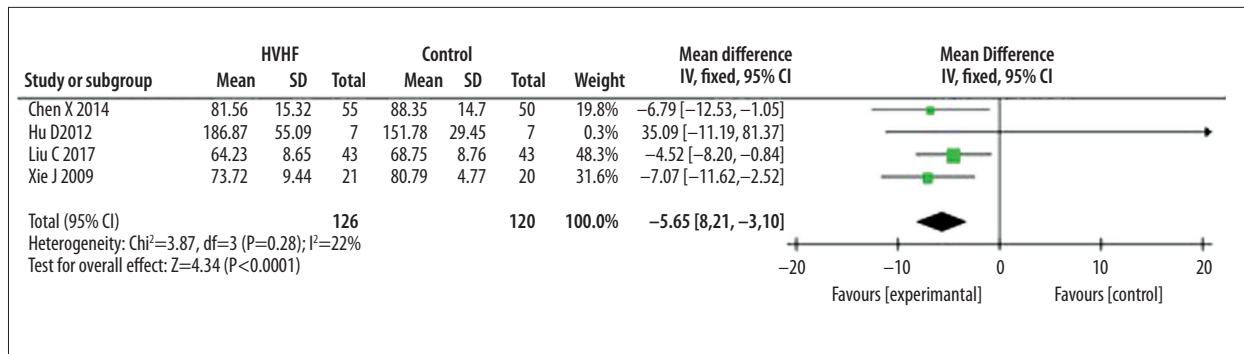 HVHF Control Mean difference Mean Difference
Study or subgroup Mean SD Total Mean SD Total Weight IV, fixed, 95% CI IV, fixed, 95% CI
Chen X 2014 81.56 15.32 55 88.35 14.7 50 19.8% −6.79 [−12.53, −1.05]
Hu D2012 186.87 55.09 7 151.78 29.45 7 0.3% 35.09 [−11.19, 81.37]
Liu C 2017 64.23 8.65 43 68.75 8.76 43 48.3% −4.52 [−8.20, −0.84]
Xie J 2009 73.72 9.44 21 80.79 4.77 20 31.6% −7.07 [−11.62,−2.52]
Total (95% CI) 126 120 100.0% −5.65 [8,21, −3,10]
Heterogeneity: Chi²=3.87, df=3 (P=0.28); I²=22%
Test for overall effect: Z=4.34 (P<0.0001)
−20 −10 0 10 20
Favours [experimantal] Favours [control]